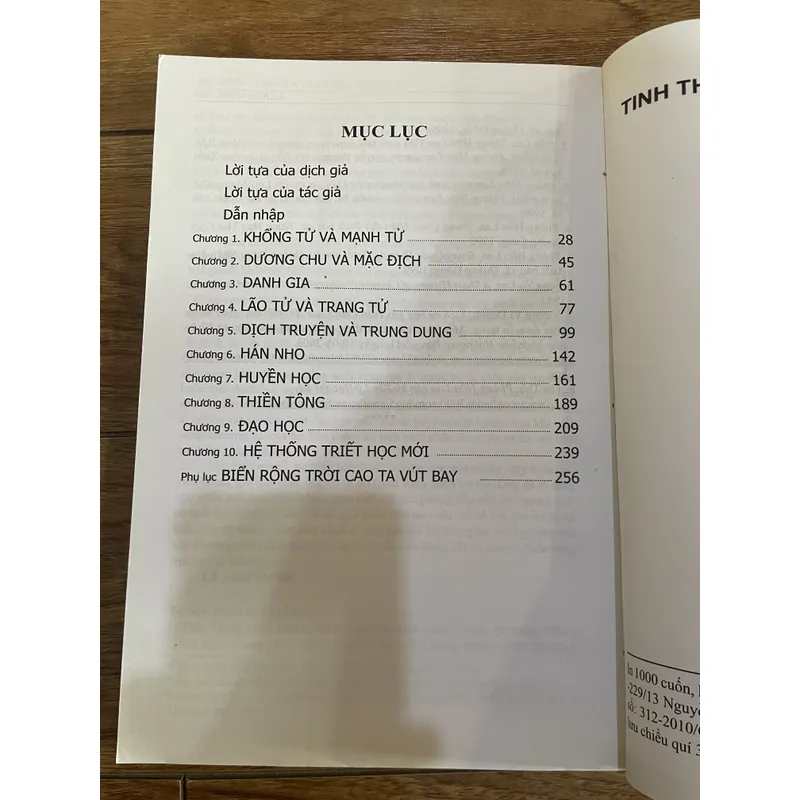 MỤC LỤC
Lời tựa của dịch giả
Lời tựa của tác giả
Dẫn nhập
Chương 1. KHỔNG TỬ VÀ MẠNH TỬ 28
Chương 2. DƯƠNG CHU VÀ MẶC ĐỊCH 45
Chương 3. DANH GIA 61
Chương 4. LÃO TỬ VÀ TRANG TỬ 77
Chương 5. DỊCH TRUYỆN VÀ TRUNG DUNG 99
Chương 6. HÁN NHO 142
Chương 7. HUYỀN HỌC 161
Chương 8. THIỀN TÔNG 189
Chương 9. ĐẠO HỌC 209
Chương 10. HỆ THỐNG TRIẾT HỌC MỚI 239
Phụ lục BIỂN RỘNG TRỜI CAO TA VÚT BAY 256
TINH TH
In 1000 cuốn,
-229/13 Nguy
số: 312-2010/
lưu chiểu quí 3